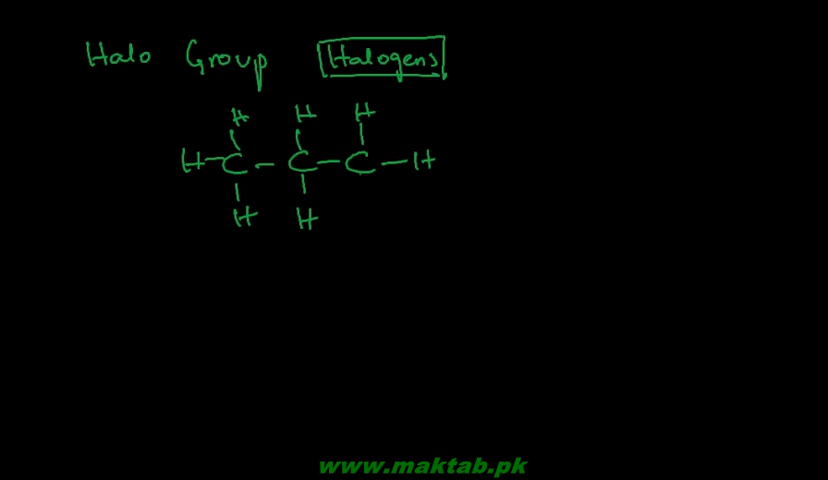 Halo Group Halogens
H H H
H-C-C-C-H
H H
www.maktab.pk